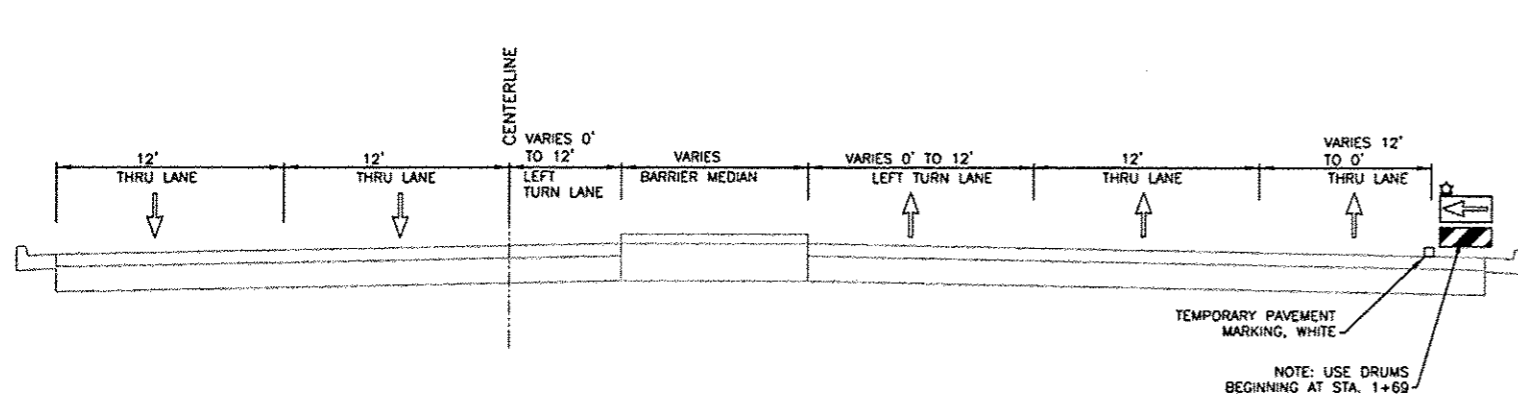 CENTERLINE
12'
THRU LANE
12'
THRU LANE
VARIES 0'
TO 12'
LEFT
TURN LANE
VARIES
BARRIER MEDIAN
VARIES 0' TO 12'
LEFT TURN LANE
12'
THRU LANE
VARIES 12'
TO 0'
THRU LANE
TEMPORARY PAVEMENT
MARKING, WHITE
NOTE: USE DRUMS
BEGINNING AT STA. 1+69